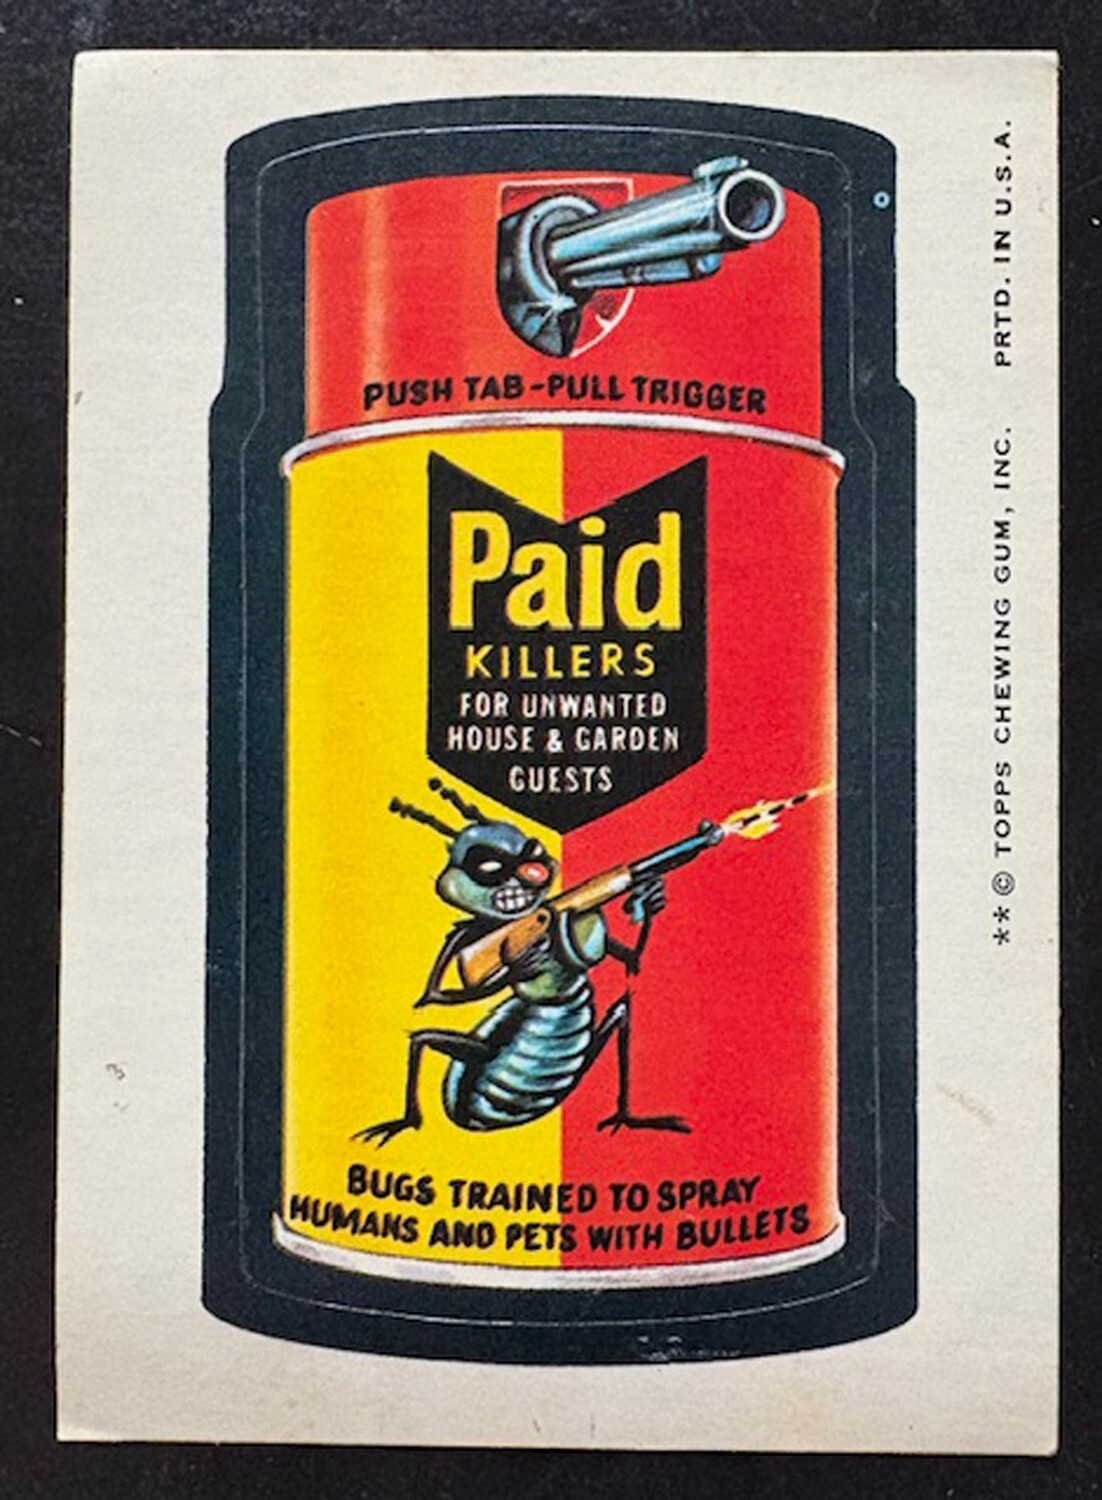 PUSH TAB-PULL TRIGGER
Paid
KILLERS
FOR UNWANTED
HOUSE & GARDEN
GUESTS
BUGS TRAINED TO SPRAY
HUMANS AND PETS WITH BULLETS
**© TOPPS CHEWING GUM, INC. PRTD. IN U.S.A.